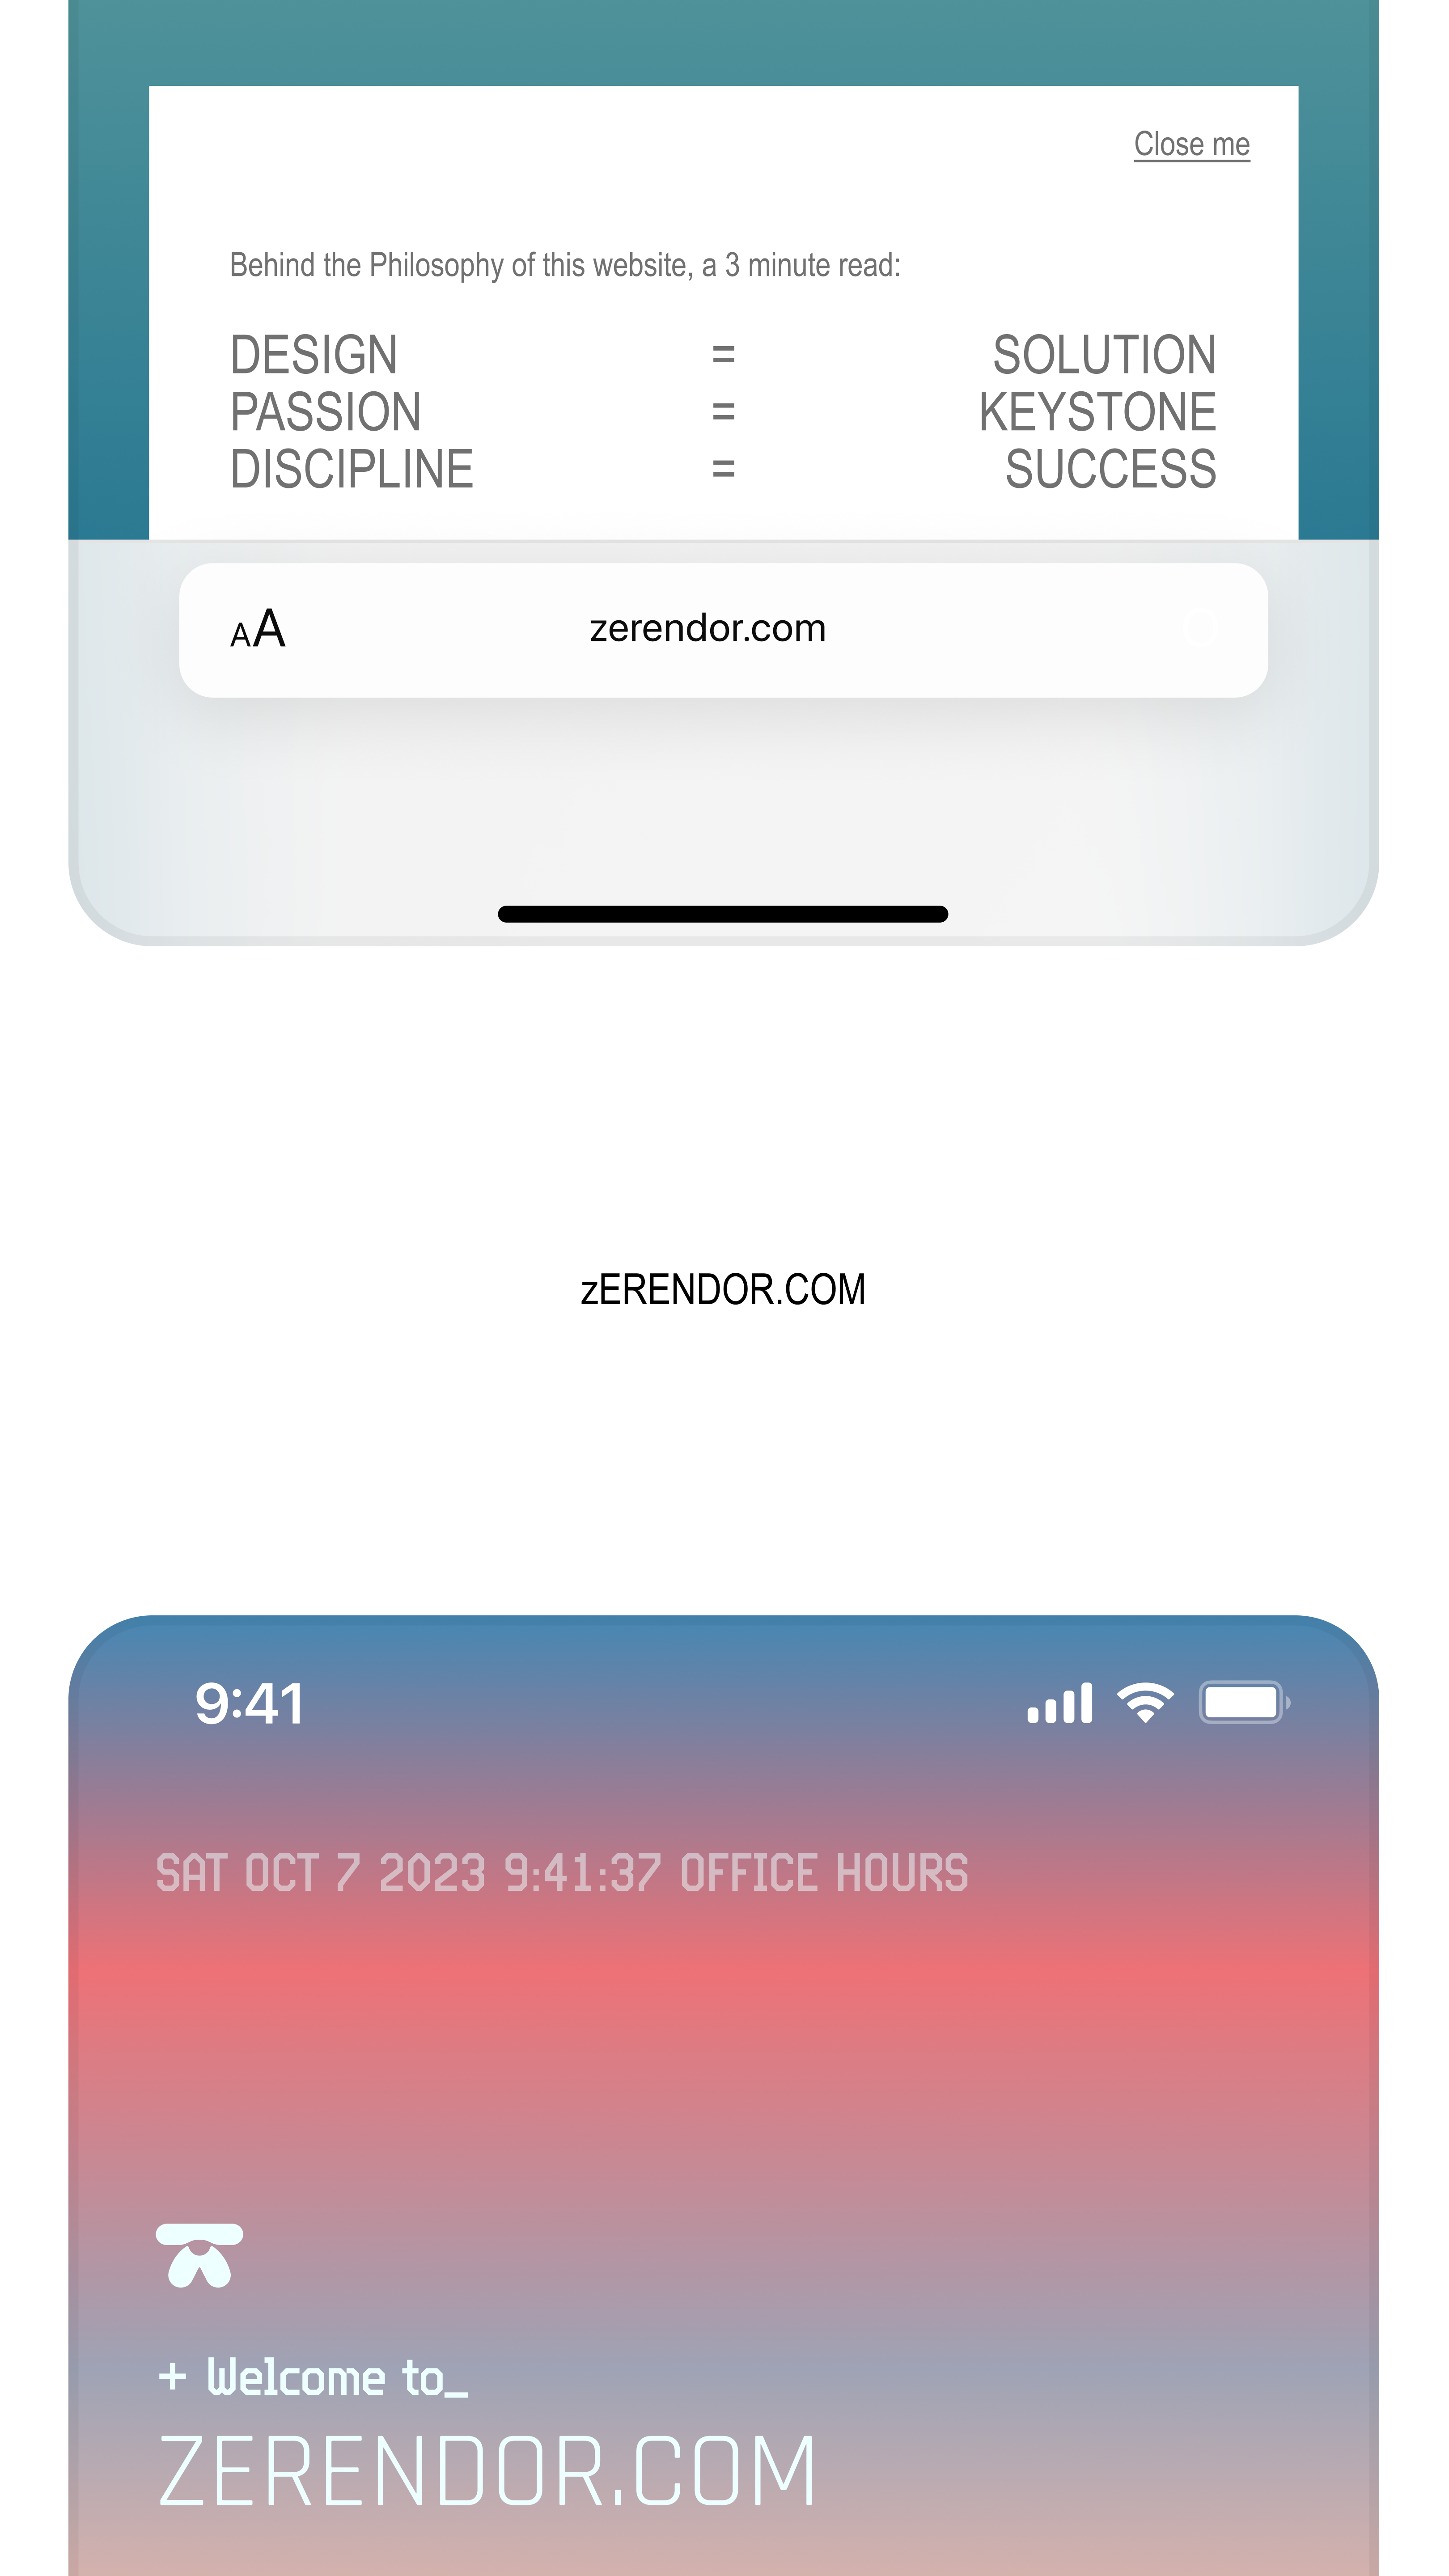 Close me
Behind the Philosophy of this website, a 3 minute read:
DESIGN = SOLUTION
PASSION = KEYSTONE
DISCIPLINE = SUCCESS
AA zerendor.com
zERENDOR.COM
9:41
SAT OCT 7 2023 9:41:37 OFFICE HOURS
+ Welcome to_
ZERENDOR.COM